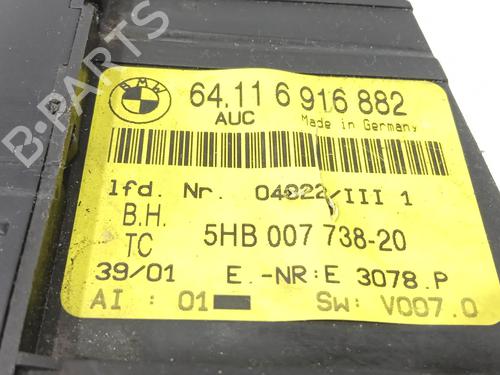 BMW
64.11 6 916 882
AUC Made in Germany
lfd. Nr. 04822/III 1
B.H.
TC 5HB 007 738-20
39/01 E.-NR:E 3078.P
AI : 01 SW: V007.0
B-PARTS